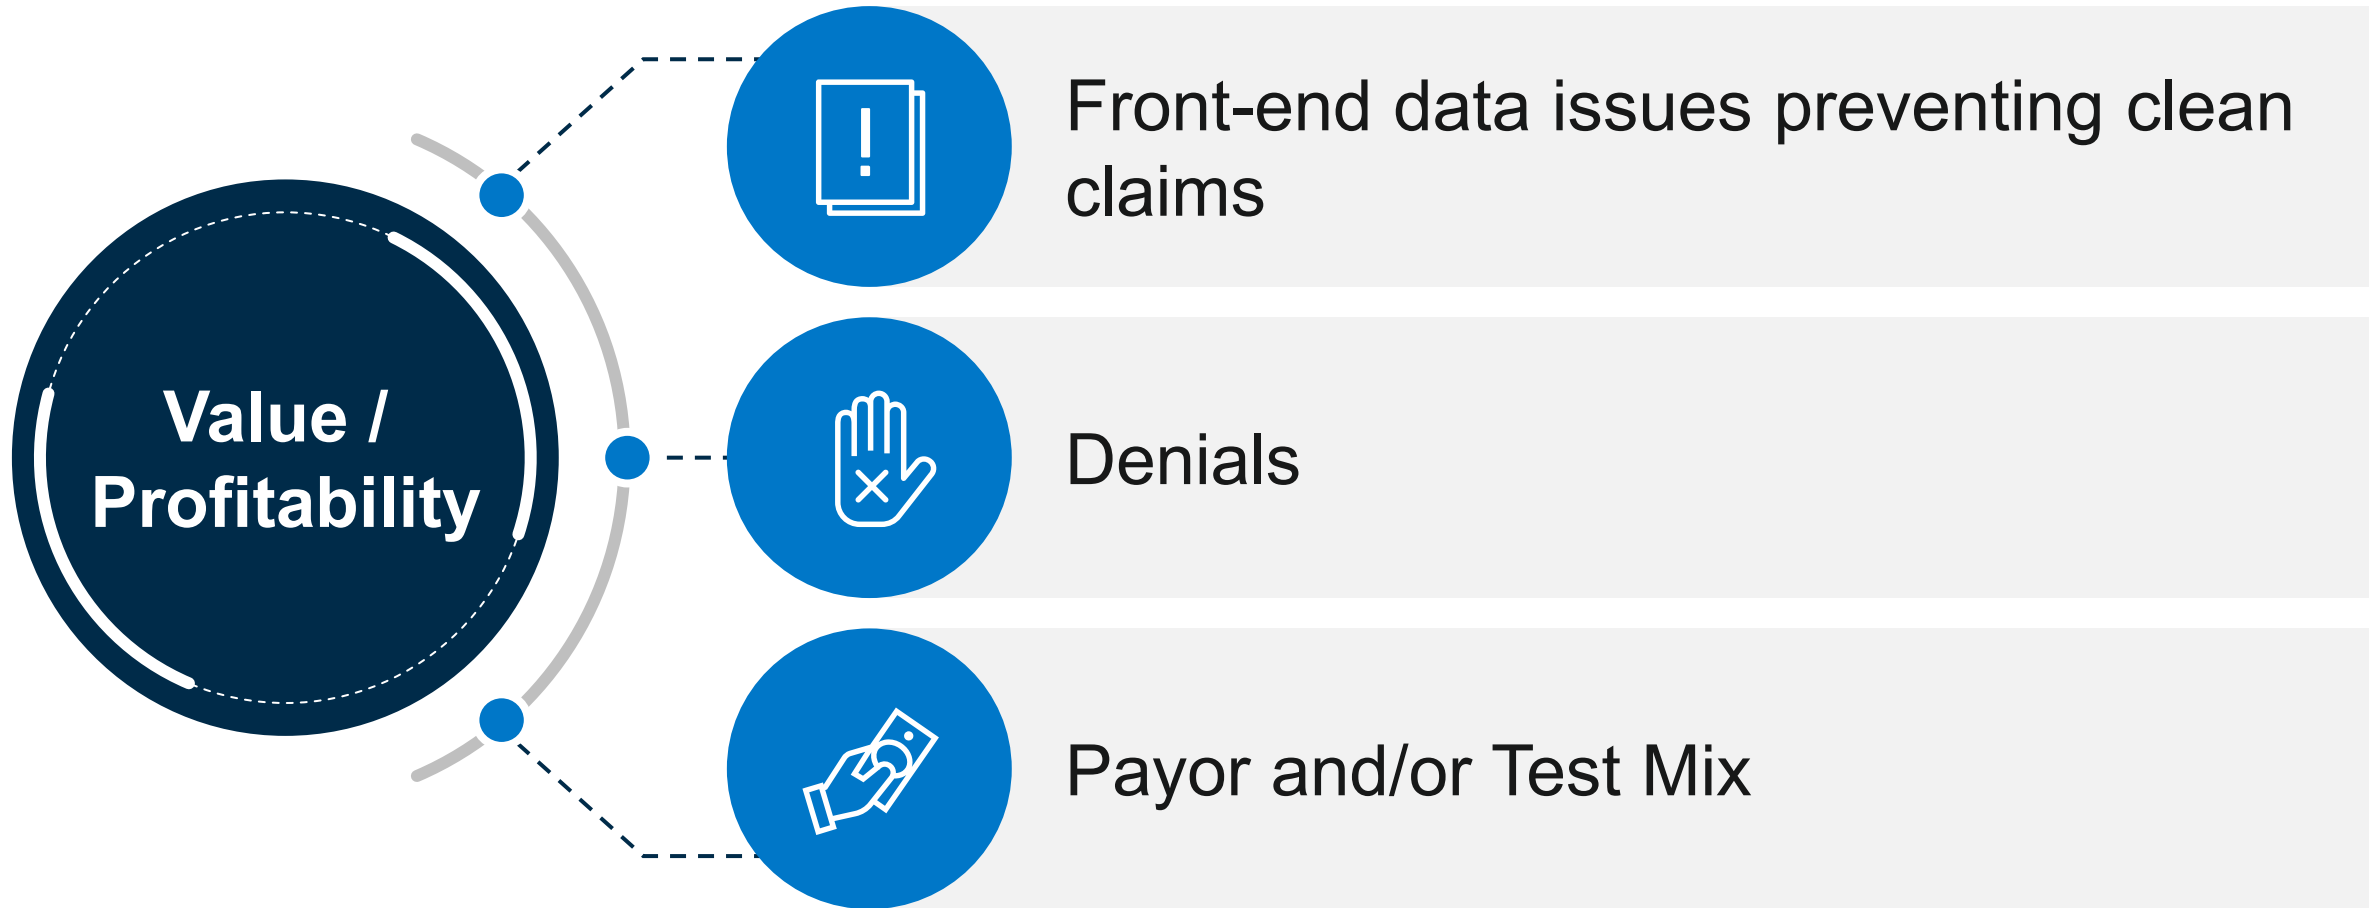 Value /
Profitability
Front-end data issues preventing clean
claims
Denials
Payor and/or Test Mix